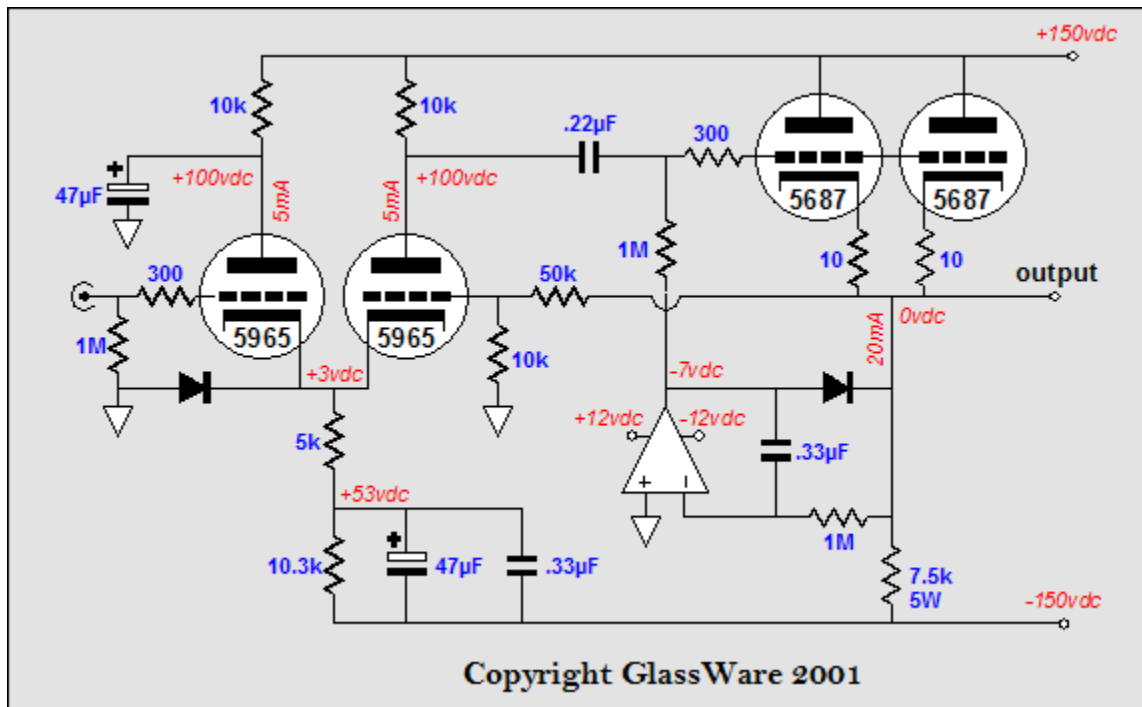 +150vdc
10k
10k
.22µF
300
+
47µF
+100vdc
5mA
5mA
+100vdc
5687
5687
1M
10
10
300
50k
output
5965
5965
1M
+3vdc
10k
0vdc
20mA
-7vdc
5k
+12vdc
-12vdc
.33µF
+
−
+53vdc
1M
10.3k
+
47µF
.33µF
7.5k
5W
-150vdc
Copyright GlassWare 2001